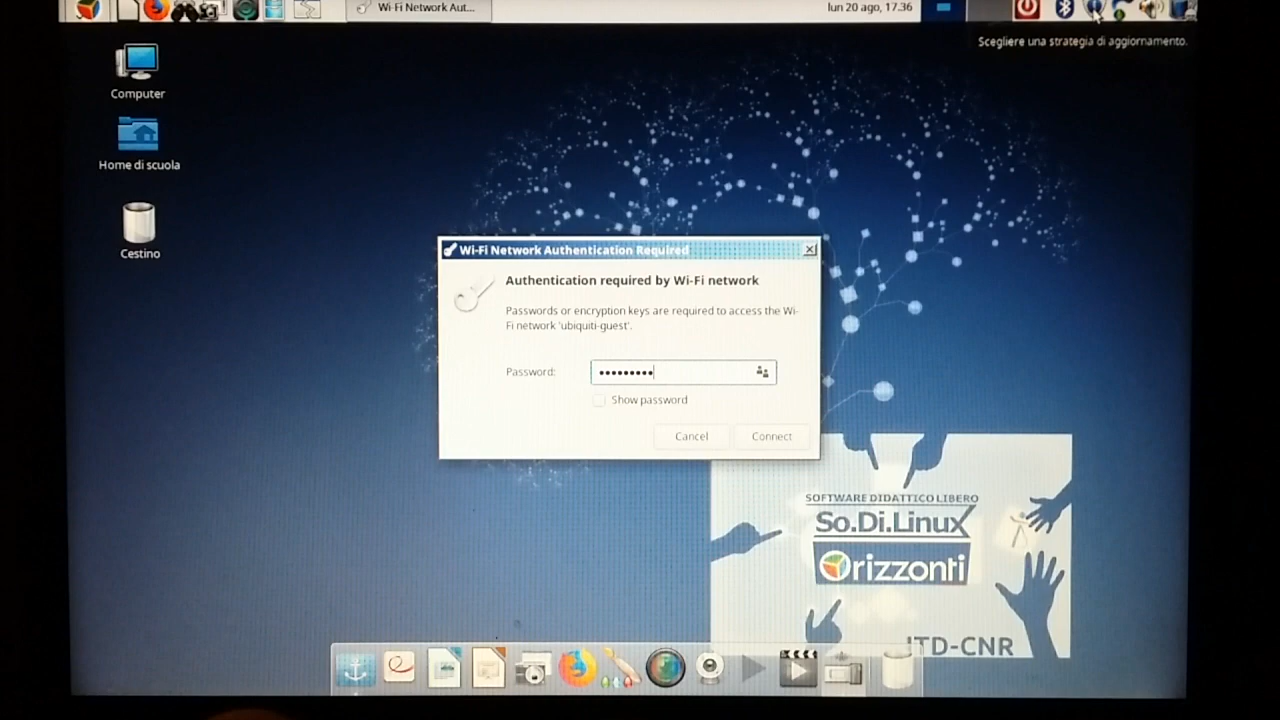 Wi-Fi Network Aut...
lun 20 ago, 17.36
Scegliere una strategia di aggiornamento.
Computer
Home di scuola
Cestino
Wi-Fi Network Authentication Required
Authentication required by Wi-Fi network
Passwords or encryption keys are required to access the Wi-
Fi network 'ubiquiti-guest'.
Password:
Show password
Cancel
Connect
SOFTWARE DIDATTICO LIBERO
So.Di.Linux
Orizzonti
ITD-CNR